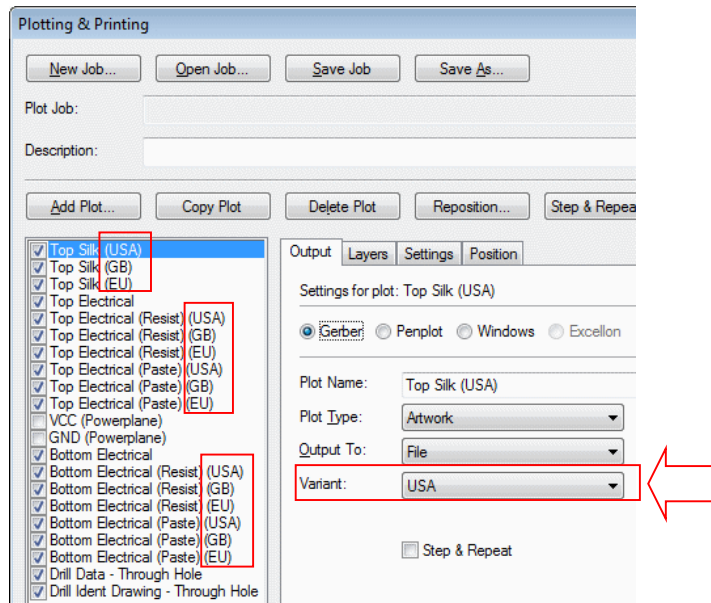 Plotting & Printing
New Job... Open Job... Save Job Save As...
Plot Job:
Description:
Add Plot... Copy Plot Delete Plot Reposition... Step & Repea
Top Silk (USA)
Top Silk (GB)
Top Silk (EU)
Top Electrical
Top Electrical (Resist) (USA)
Top Electrical (Resist) (GB)
Top Electrical (Resist) (EU)
Top Electrical (Paste) (USA)
Top Electrical (Paste) (GB)
Top Electrical (Paste) (EU)
VCC (Powerplane)
GND (Powerplane)
Bottom Electrical
Bottom Electrical (Resist) (USA)
Bottom Electrical (Resist) (GB)
Bottom Electrical (Resist) (EU)
Bottom Electrical (Paste) (USA)
Bottom Electrical (Paste) (GB)
Bottom Electrical (Paste) (EU)
Drill Data - Through Hole
Drill Ident Drawing - Through Hole
Output Layers Settings Position
Settings for plot: Top Silk (USA)
Gerber Penplot Windows Excellon
Plot Name: Top Silk (USA)
Plot Type: Artwork
Output To: File
Variant: USA
Step & Repeat